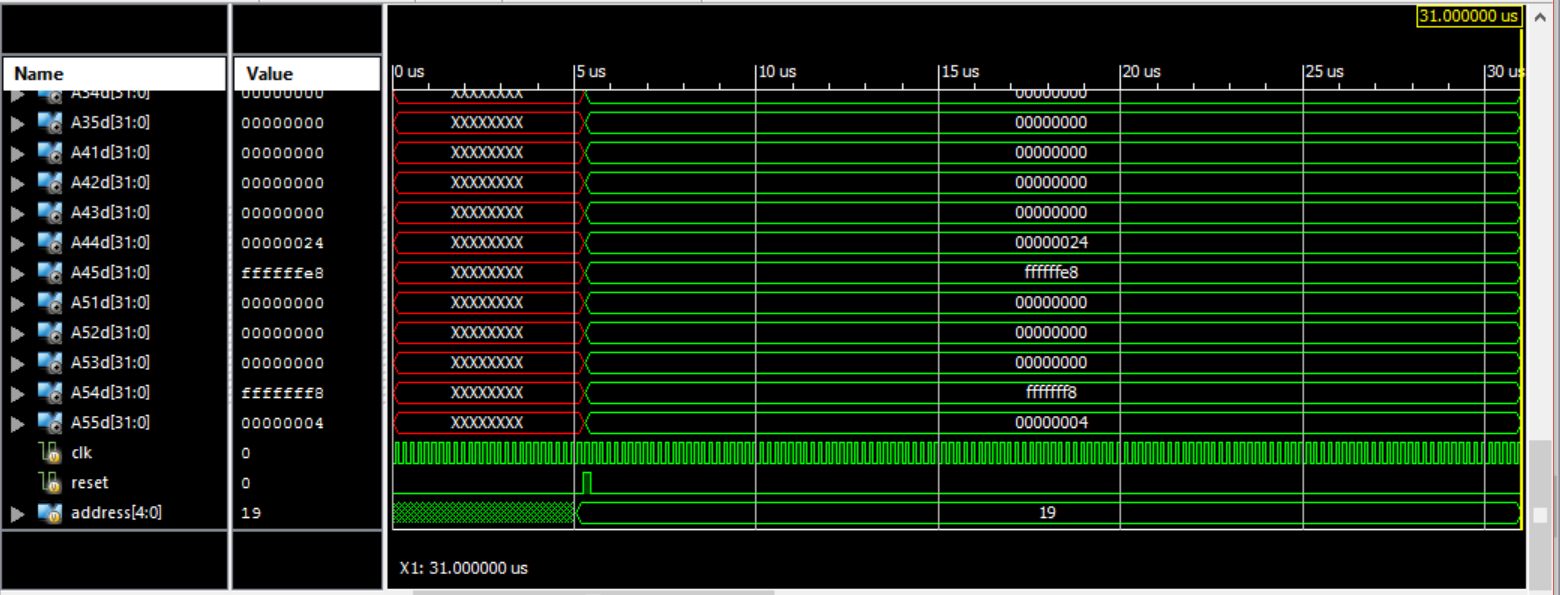 31.000000 us
Name Value 0 us 5 us 10 us 15 us 20 us 25 us 30 us
A34d[31:0] 00000000 XXXXXXXX 00000000
A35d[31:0] 00000000 XXXXXXXX 00000000
A41d[31:0] 00000000 XXXXXXXX 00000000
A42d[31:0] 00000000 XXXXXXXX 00000000
A43d[31:0] 00000000 XXXXXXXX 00000000
A44d[31:0] 00000024 XXXXXXXX 00000024
A45d[31:0] ffffffe8 XXXXXXXX ffffffe8
A51d[31:0] 00000000 XXXXXXXX 00000000
A52d[31:0] 00000000 XXXXXXXX 00000000
A53d[31:0] 00000000 XXXXXXXX 00000000
A54d[31:0] fffffff8 XXXXXXXX fffffff8
A55d[31:0] 00000004 XXXXXXXX 00000004
clk 0
reset 0
address[4:0] 19 19
X1: 31.000000 us